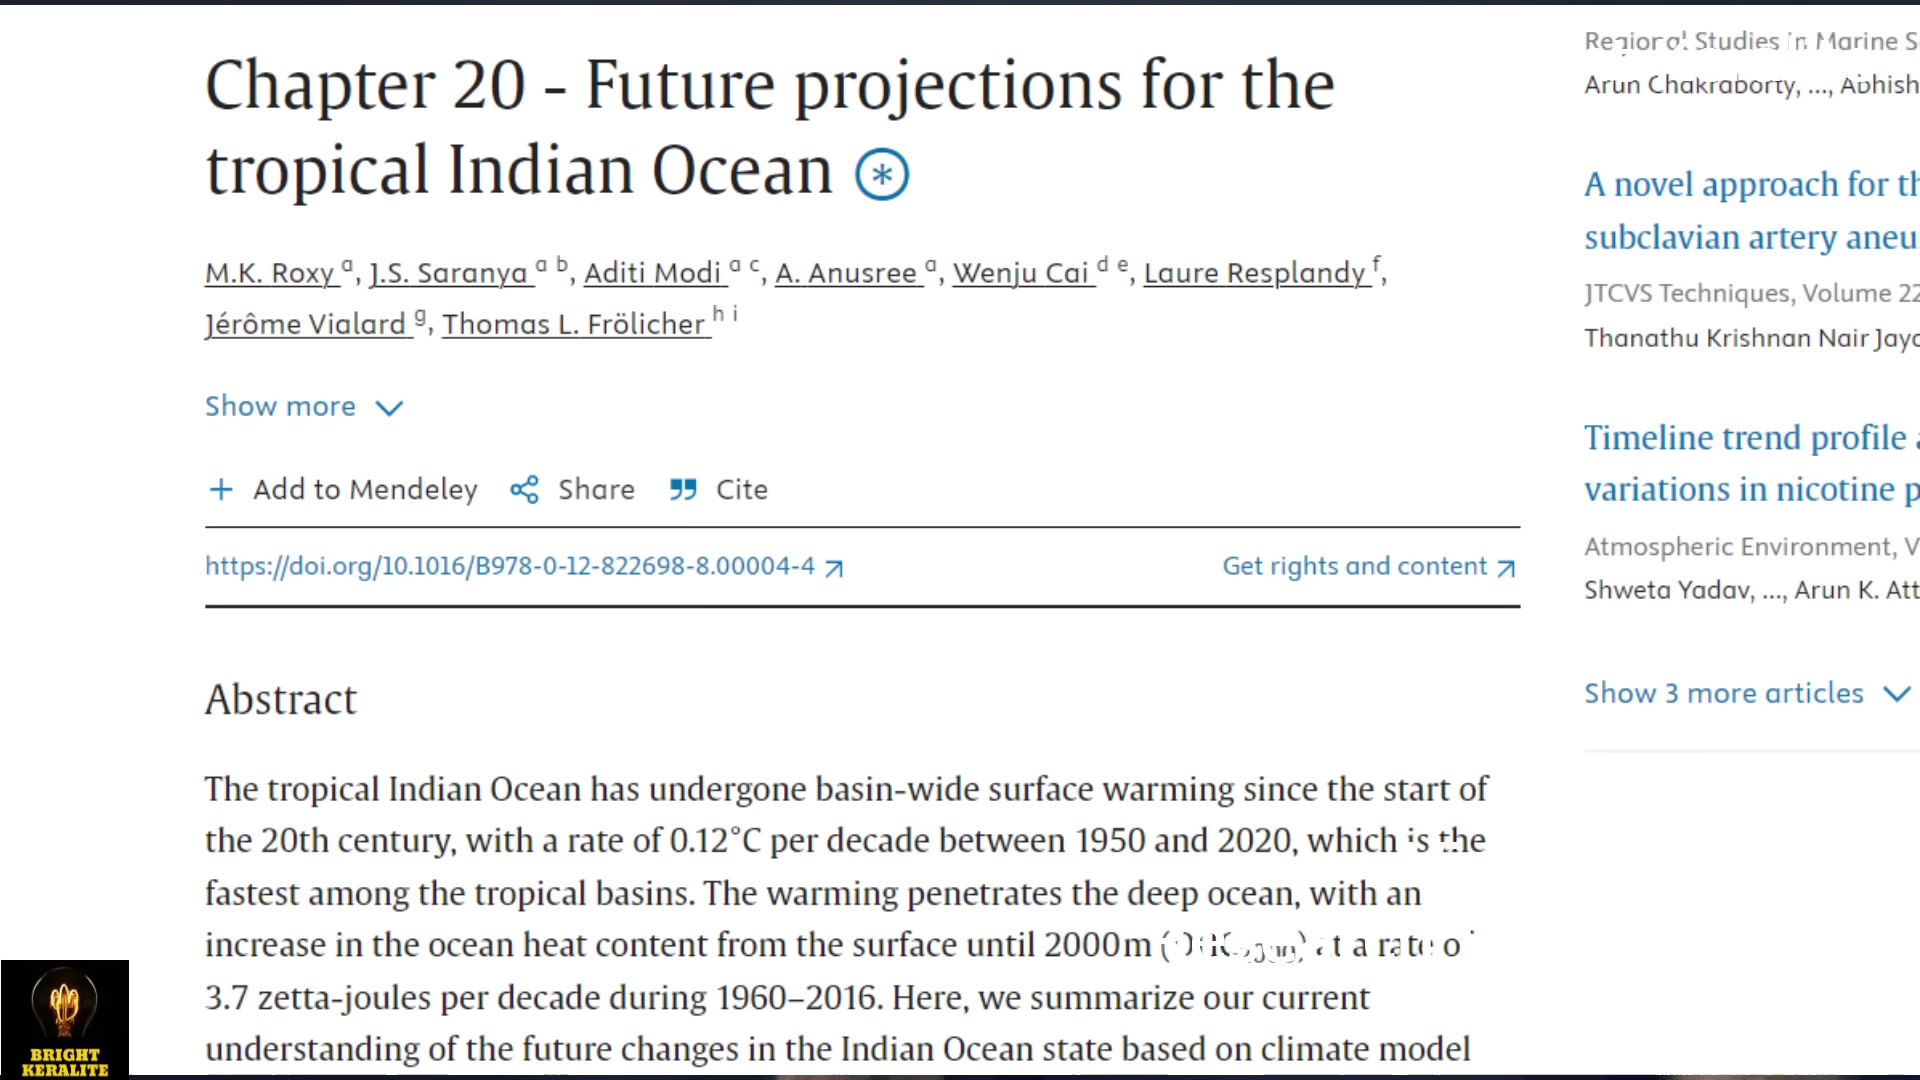 Chapter 20 - Future projections for the
tropical Indian Ocean
M.K. Roxy a, J.S. Saranya a b, Aditi Modi a c, A. Anusree a, Wenju Cai d e, Laure Resplandy f,
Jérôme Vialard g, Thomas L. Frölicher h i
Show more
+ Add to Mendeley Share Cite
https://doi.org/10.1016/B978-0-12-822698-8.00004-4 Get rights and content
Abstract
The tropical Indian Ocean has undergone basin-wide surface warming since the start of
the 20th century, with a rate of 0.12°C per decade between 1950 and 2020, which is the
fastest among the tropical basins. The warming penetrates the deep ocean, with an
increase in the ocean heat content from the surface until 2000m at a rate
3.7 zetta-joules per decade during 1960–2016. Here, we summarize our current
understanding of the future changes in the Indian Ocean state based on climate model
Regional Studies in Marine
Arun Chakraborty, ...,
A novel approach for
subclavian artery
JTCVS Techniques, Volume
Thanathu Krishnan Nair
Timeline trend profile
variations in nicotine
Atmospheric Environment,
Shweta Yadav, ..., Arun K.
Show 3 more articles
BRIGHT
KERALITE